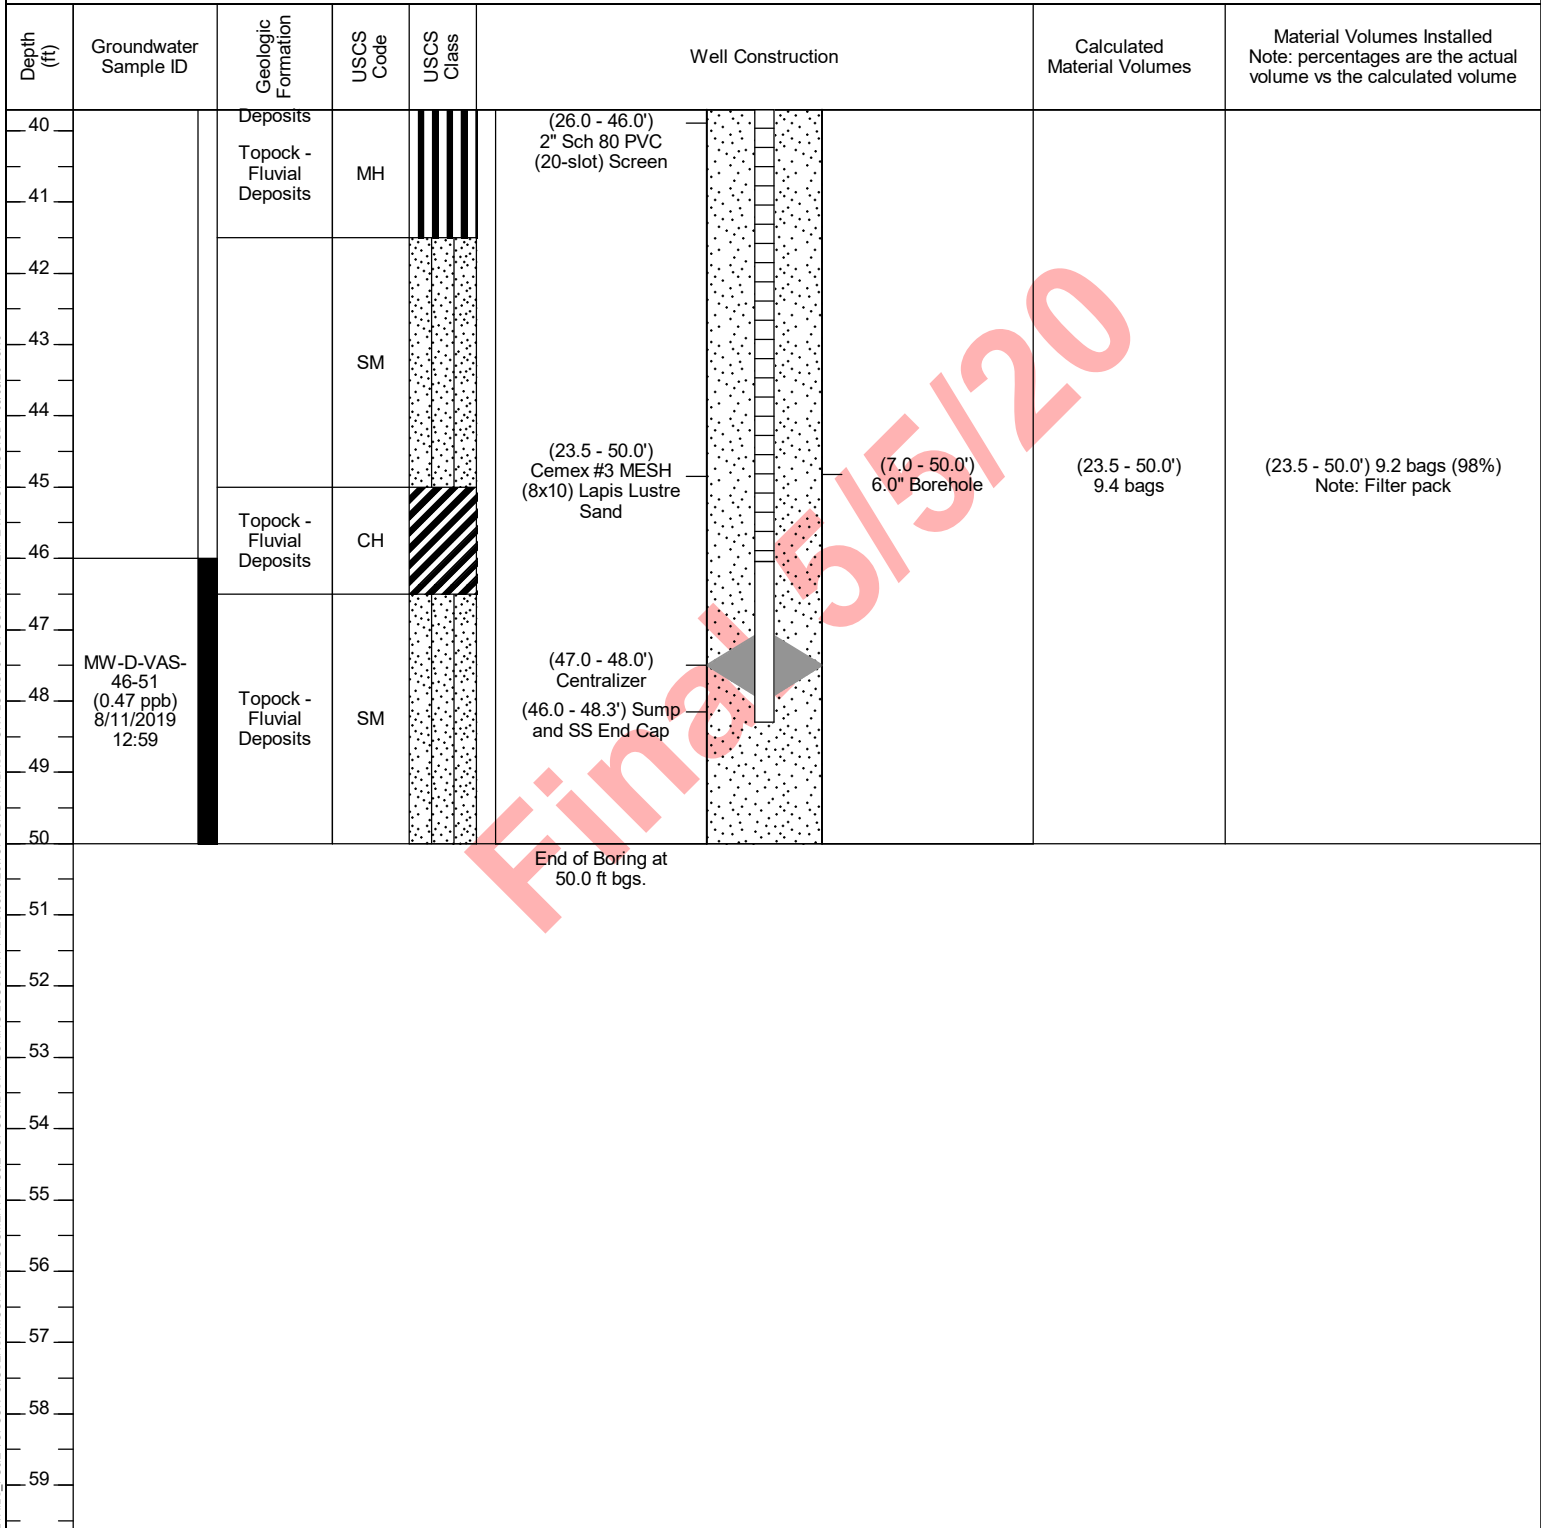 Depth
(ft)
Groundwater
Sample ID
Geologic
Formation
USCS
Code
USCS
Class
Well Construction
Calculated
Material Volumes
Material Volumes Installed
Note: percentages are the actual
volume vs the calculated volume
40
41
42
43
44
45
46
47
48
49
50
51
52
53
54
55
56
57
58
59
MW-D-VAS-
46-51
(0.47 ppb)
8/11/2019
12:59
Deposits
Topock -
Fluvial
Deposits
MH
SM
Topock -
Fluvial
Deposits
CH
Topock -
Fluvial
Deposits
SM
(26.0 - 46.0')
2" Sch 80 PVC
(20-slot) Screen
(23.5 - 50.0')
Cemex #3 MESH
(8x10) Lapis Lustre
Sand
(47.0 - 48.0')
Centralizer
(46.0 - 48.3') Sump
and SS End Cap
End of Boring at
50.0 ft bgs.
(7.0 - 50.0')
6.0" Borehole
(23.5 - 50.0')
9.4 bags
(23.5 - 50.0') 9.2 bags (98%)
Note: Filter pack
Final 5/5/20